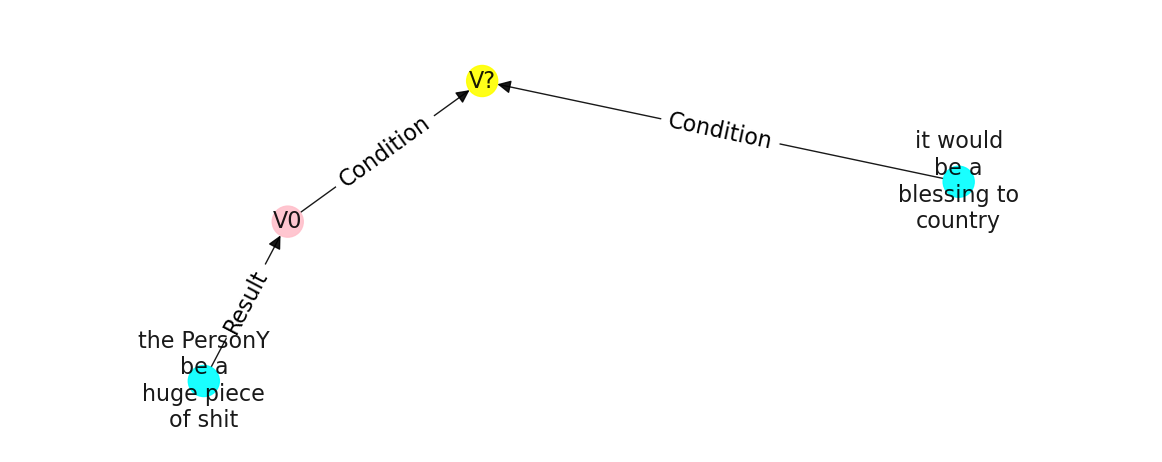 V?
Condition
Condition
it would
be a
blessing to
country
V0
Result
the PersonY
be a
huge piece
of shit